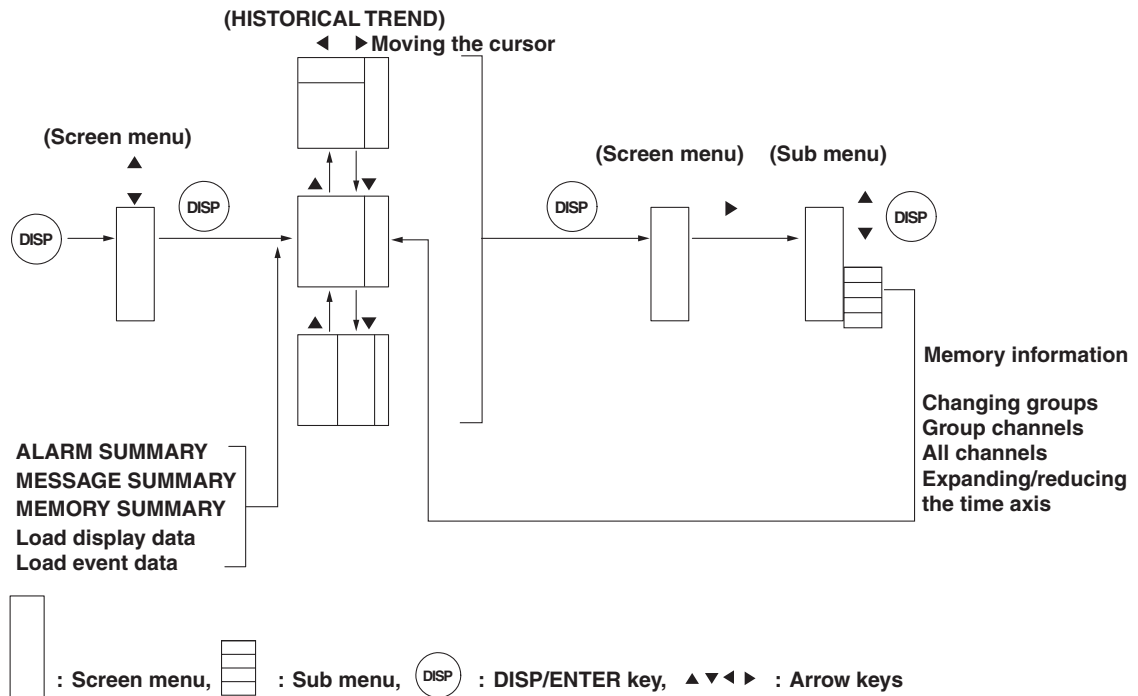 (HISTORICAL TREND)
◀ ▶ Moving the cursor
(Screen menu)
▲
▼
DISP
DISP
▲ ▼
▲ ▼
DISP
(Screen menu)
▶
(Sub menu)
▲
▼
DISP
Memory information
Changing groups
Group channels
All channels
Expanding/reducing
the time axis
ALARM SUMMARY
MESSAGE SUMMARY
MEMORY SUMMARY
Load display data
Load event data
: Screen menu, : Sub menu, DISP : DISP/ENTER key, ▲▼◀ ▶ : Arrow keys